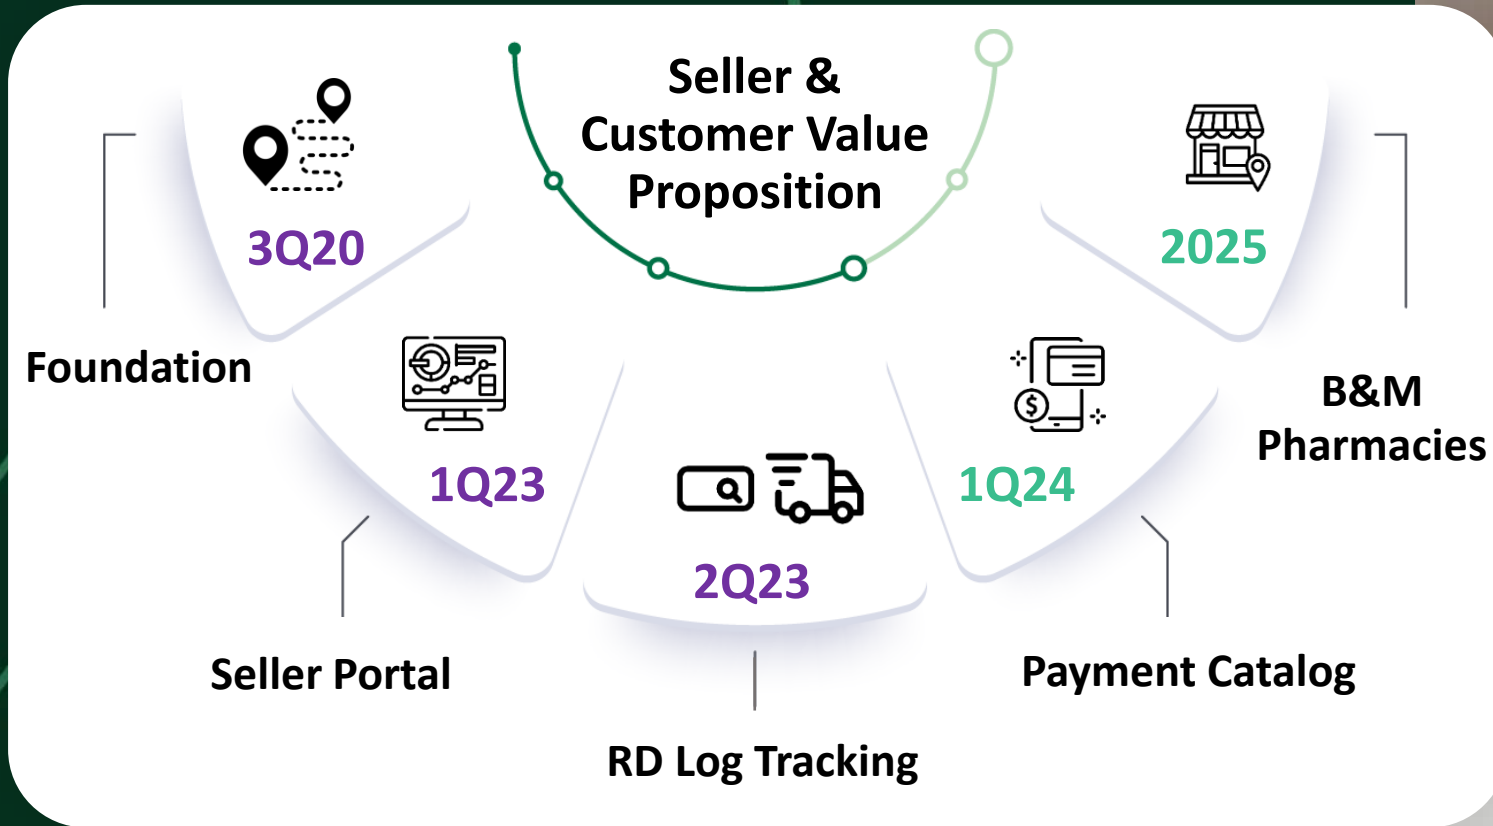 Seller &
Customer Value
Proposition
3Q20
Foundation
1Q23
Seller Portal
2Q23
RD Log Tracking
1Q24
Payment Catalog
2025
B&M
Pharmacies
$